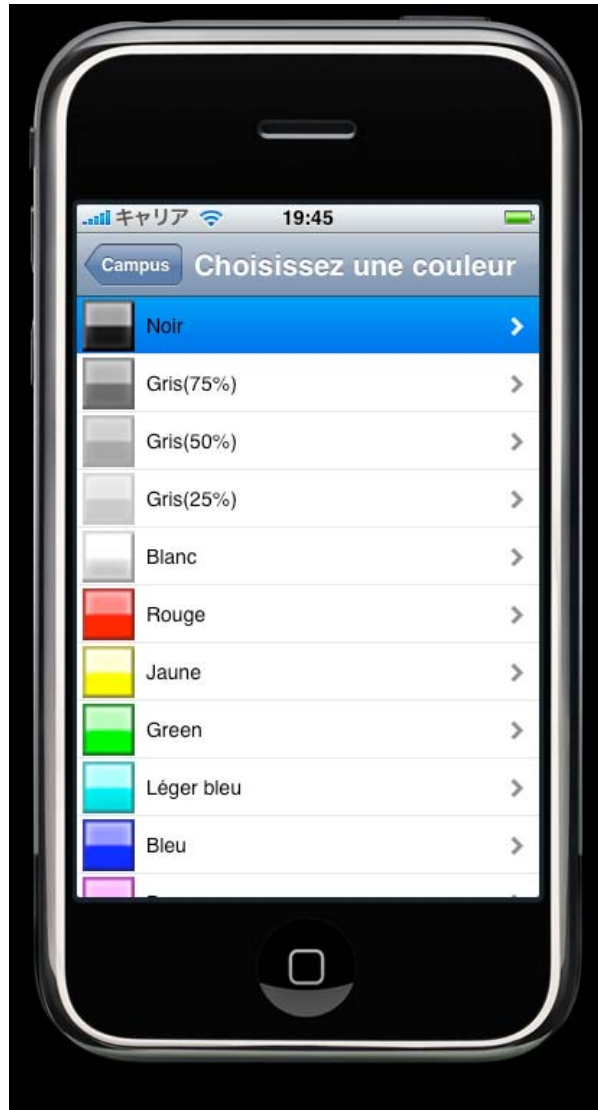 キャリア 19:45
Campus Choisissez une couleur
Noir
Gris(75%)
Gris(50%)
Gris(25%)
Blanc
Rouge
Jaune
Green
Léger bleu
Bleu